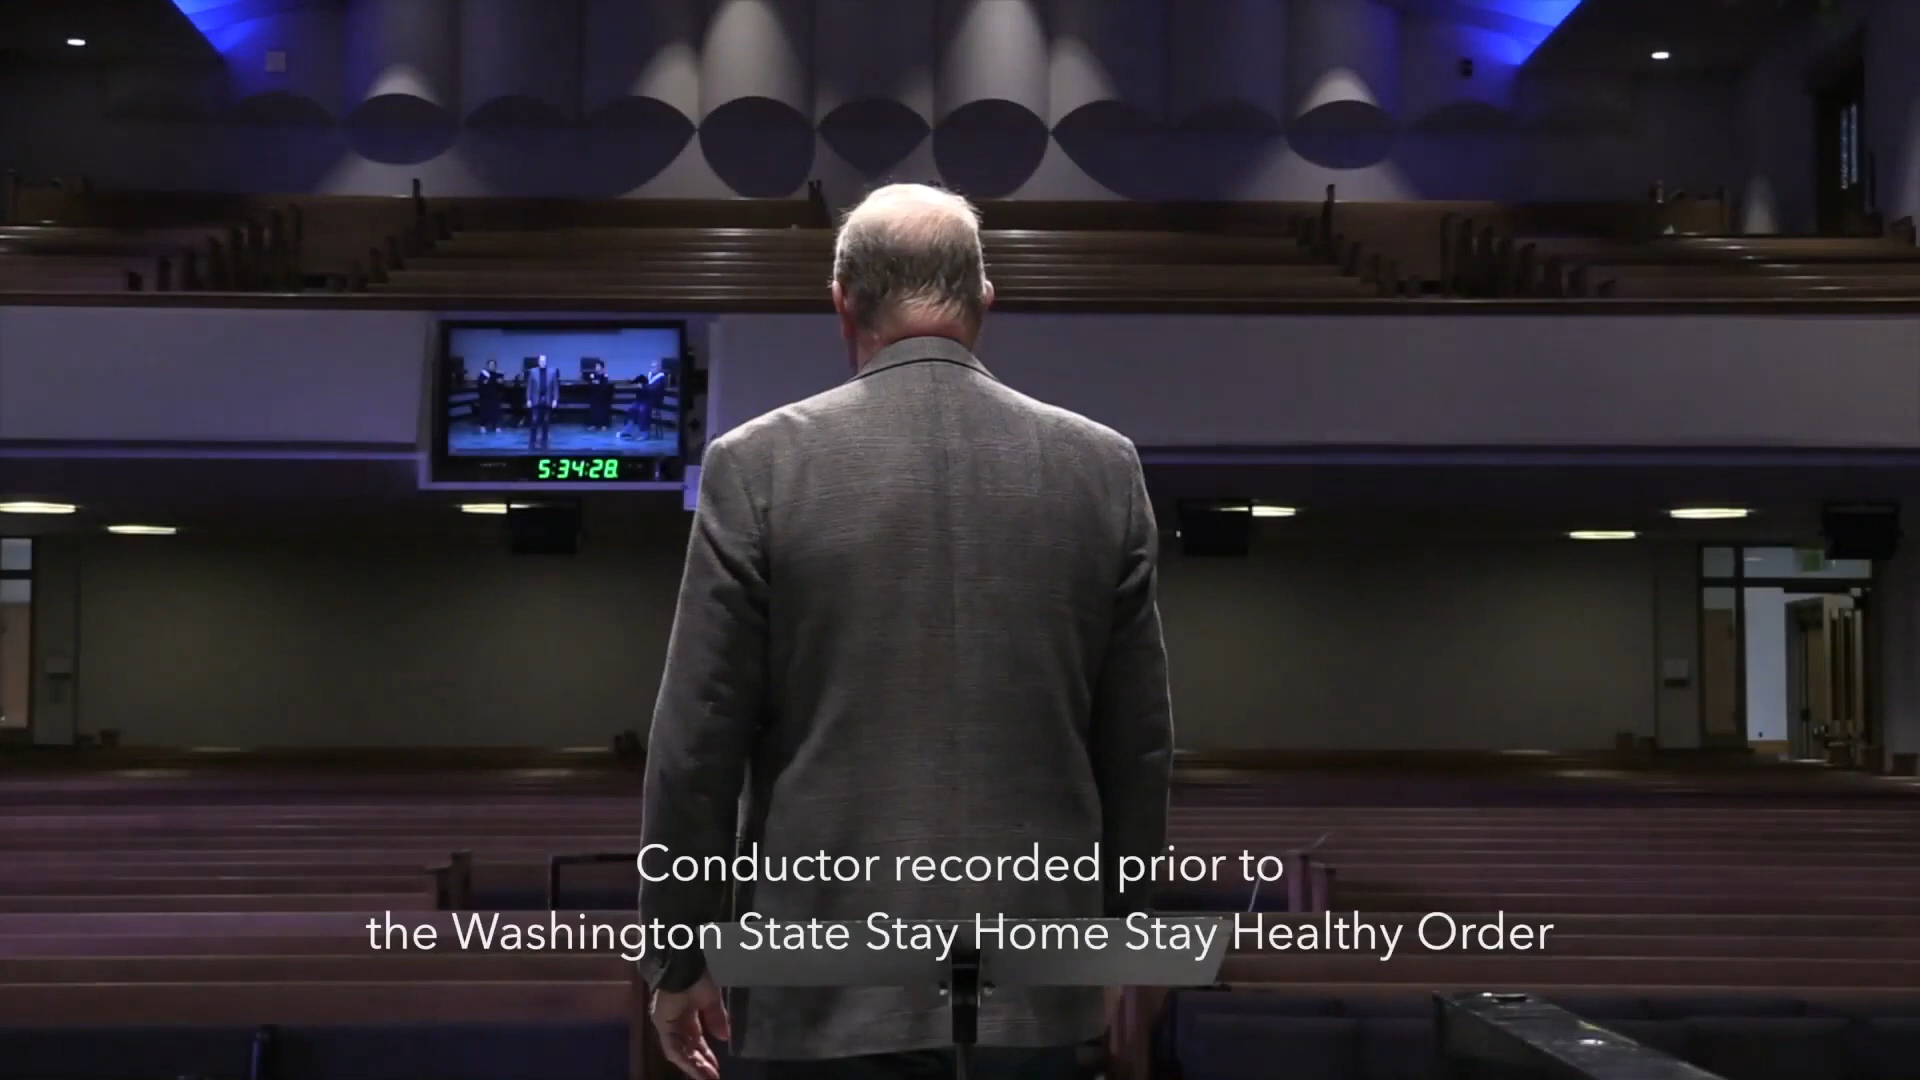 5:34:28
Conductor recorded prior to
the Washington State Stay Home Stay Healthy Order